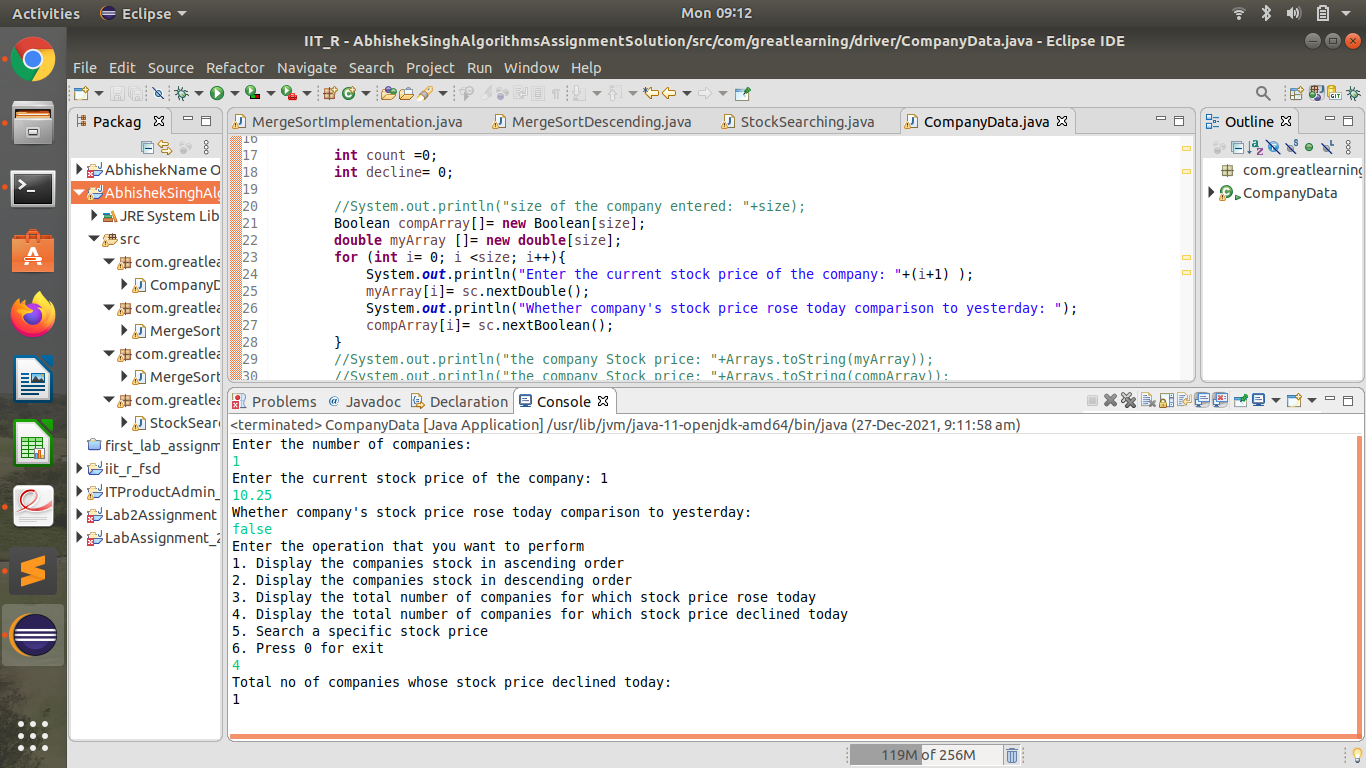 Activities Eclipse Mon 09:12
IIT_R - AbhishekSinghAlgorithmsAssignmentSolution/src/com/greatlearning/driver/CompanyData.java - Eclipse IDE
File Edit Source Refactor Navigate Search Project Run Window Help
Packag
AbhishekName O
AbhishekSinghAlg
JRE System Lib
src
com.greatlea
CompanyD
com.greatlea
MergeSort
com.greatlea
MergeSort
com.greatlea
StockSear
first_lab_assignm
iit_r_fsd
ITProductAdmin_
Lab2Assignment
LabAssignment_2
MergeSortImplementation.java MergeSortDescending.java StockSearching.java CompanyData.java
16
17 int count =0;
18 int decline= 0;
19
20 //System.out.println("size of the company entered: "+size);
21 Boolean compArray[]= new Boolean[size];
22 double myArray []= new double[size];
23 for (int i= 0; i <size; i++){
24 System.out.println("Enter the current stock price of the company: "+(i+1) );
25 myArray[i]= sc.nextDouble();
26 System.out.println("Whether company's stock price rose today comparison to yesterday: ");
27 compArray[i]= sc.nextBoolean();
28 }
29 //System.out.println("the company Stock price: "+Arrays.toString(myArray));
30 //System.out.println("the company Stock price: "+Arrays.toString(compArray));
Outline
com.greatlearning
CompanyData
Problems Javadoc Declaration Console
<terminated> CompanyData [Java Application] /usr/lib/jvm/java-11-openjdk-amd64/bin/java (27-Dec-2021, 9:11:58 am)
Enter the number of companies:
1
Enter the current stock price of the company: 1
10.25
Whether company's stock price rose today comparison to yesterday:
false
Enter the operation that you want to perform
1. Display the companies stock in ascending order
2. Display the companies stock in descending order
3. Display the total number of companies for which stock price rose today
4. Display the total number of companies for which stock price declined today
5. Search a specific stock price
6. Press 0 for exit
4
Total no of companies whose stock price declined today:
1
119M of 256M